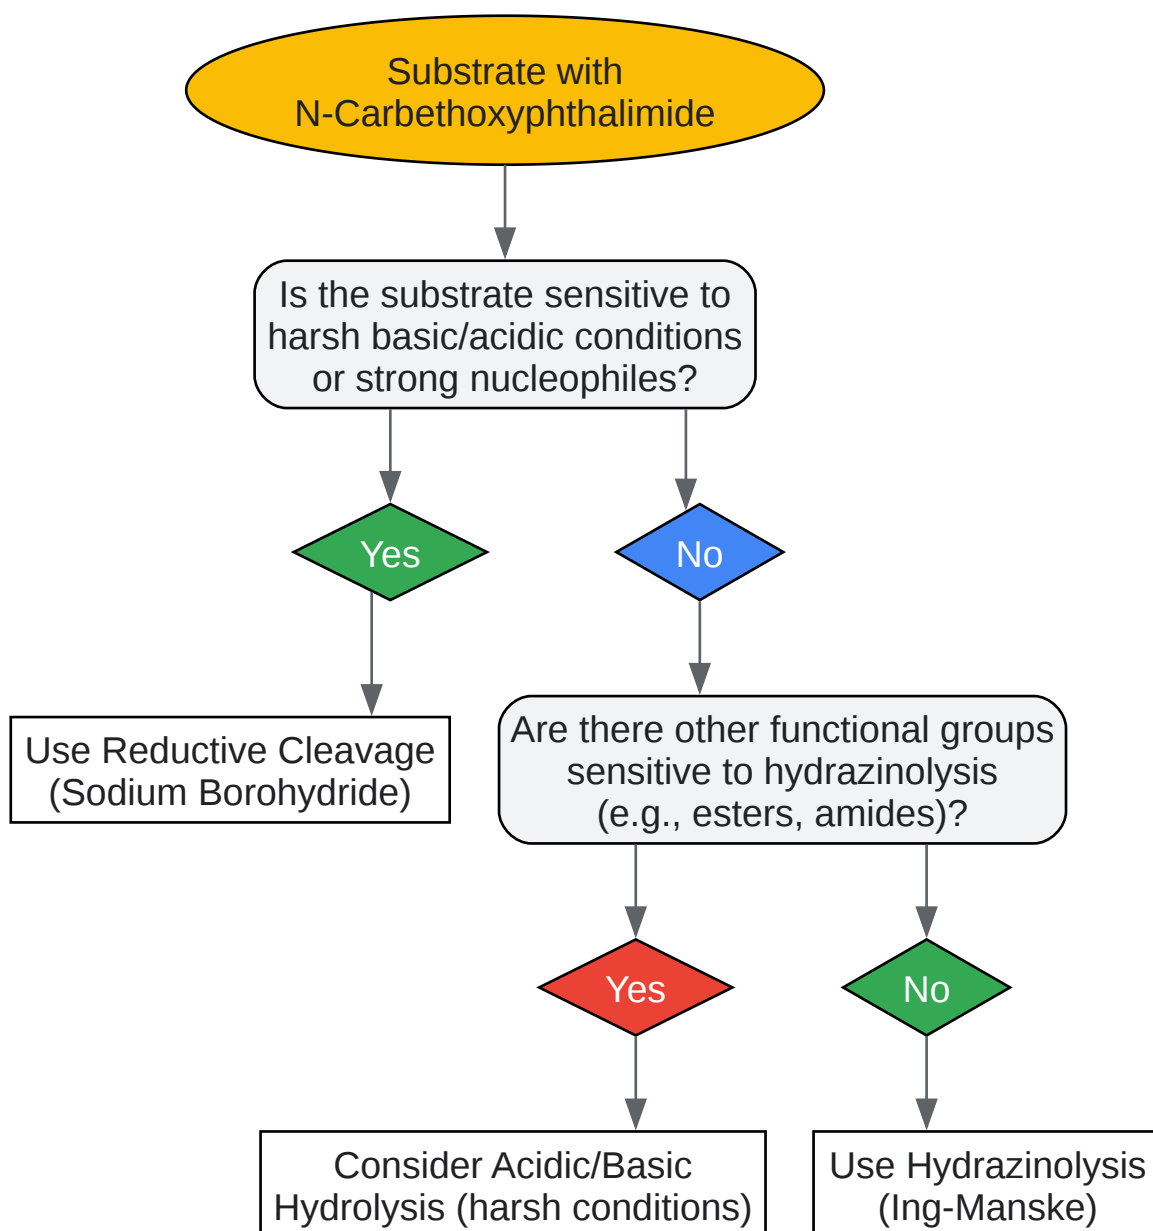 Substrate with
N-Carbethoxyphthalimide
Is the substrate sensitive to
harsh basic/acidic conditions
or strong nucleophiles?
Yes
No
Use Reductive Cleavage
(Sodium Borohydride)
Are there other functional groups
sensitive to hydrazinolysis
(e.g., esters, amides)?
Yes
No
Consider Acidic/Basic
Hydrolysis (harsh conditions)
Use Hydrazinolysis
(Ing-Manske)